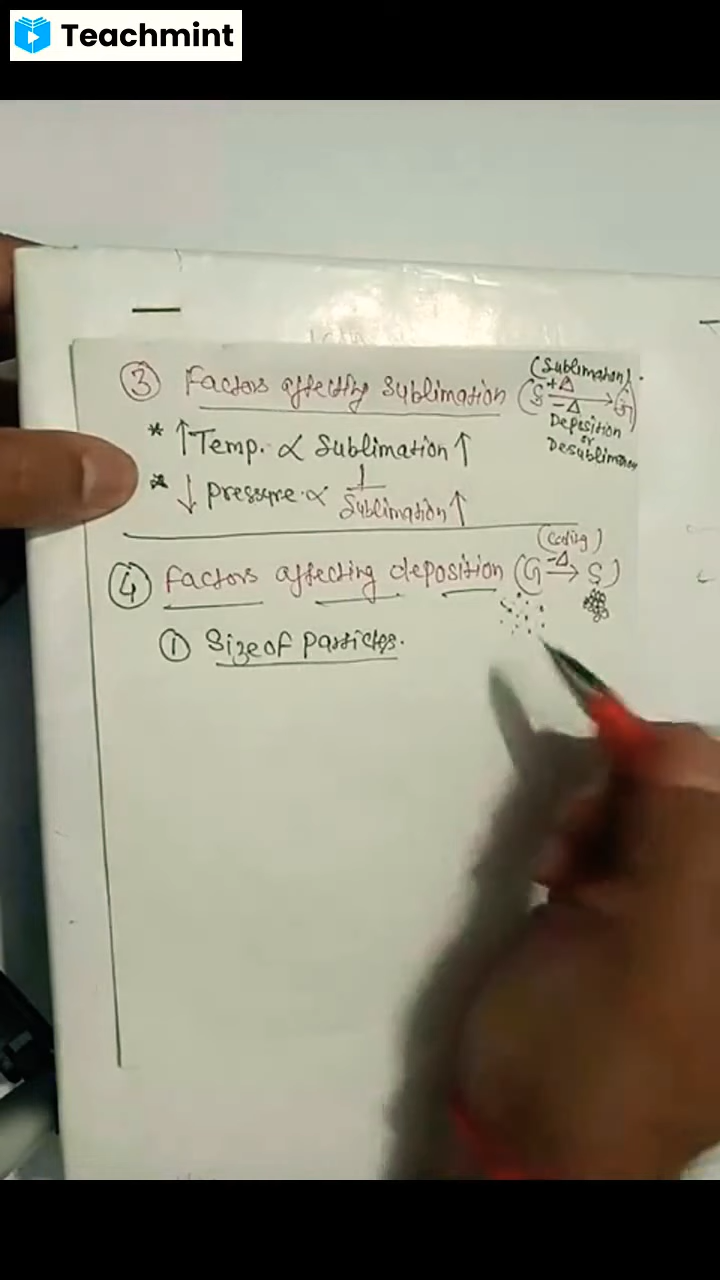 Teachmint
③ Factors affecting Sublimation (S +Δ → G)
(Sublimation).
-Δ
Deposition
or
Desublimation
* ↑Temp. ∝ Sublimation↑
* ↓ pressure ∝ 1/Sublimation↑
④ Factors affecting deposition (G -Δ → S)
(Cooling)
① Size of Particles.